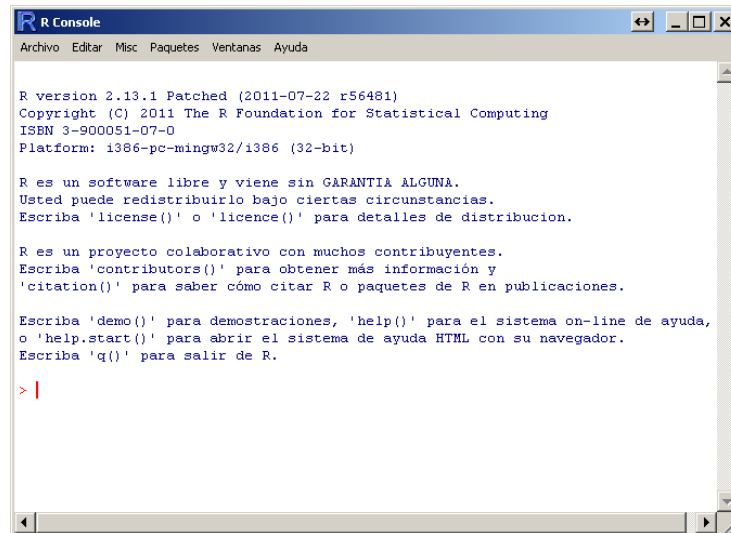 R Console
Archivo Editar Misc Paquetes Ventanas Ayuda
R version 2.13.1 Patched (2011-07-22 r56481)
Copyright (C) 2011 The R Foundation for Statistical Computing
ISBN 3-900051-07-0
Platform: i386-pc-mingw32/i386 (32-bit)
R es un software libre y viene sin GARANTIA ALGUNA.
Usted puede redistribuirlo bajo ciertas circunstancias.
Escriba 'license()' o 'licence()' para detalles de distribucion.
R es un proyecto colaborativo con muchos contribuyentes.
Escriba 'contributors()' para obtener más información y
'citation()' para saber cómo citar R o paquetes de R en publicaciones.
Escriba 'demo()' para demostraciones, 'help()' para el sistema on-line de ayuda,
o 'help.start()' para abrir el sistema de ayuda HTML con su navegador.
Escriba 'q()' para salir de R.
>